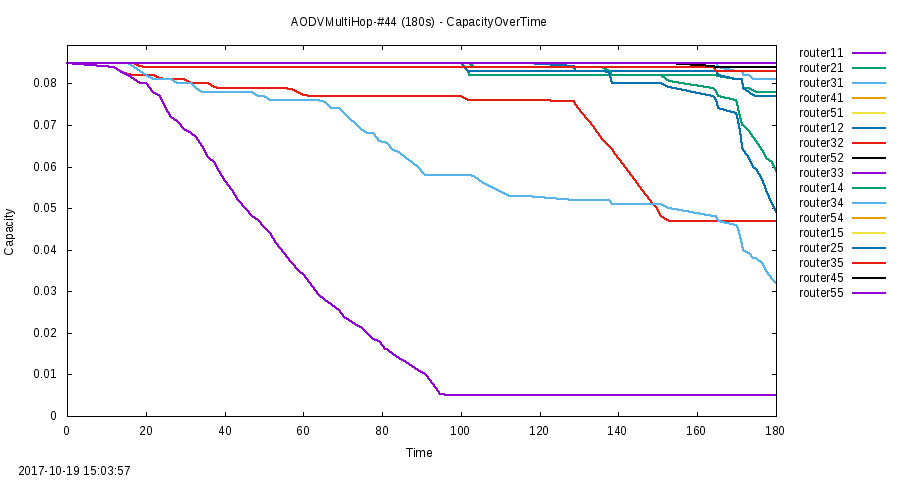 AODVMultiHop-#44 (180s) - CapacityOverTime
router11
router21
router31
router41
router51
router12
router32
router52
router33
router14
router34
router54
router15
router25
router35
router45
router55
Capacity
0.08
0.07
0.06
0.05
0.04
0.03
0.02
0.01
0
0 20 40 60 80 100 120 140 160 180
Time
2017-10-19 15:03:57